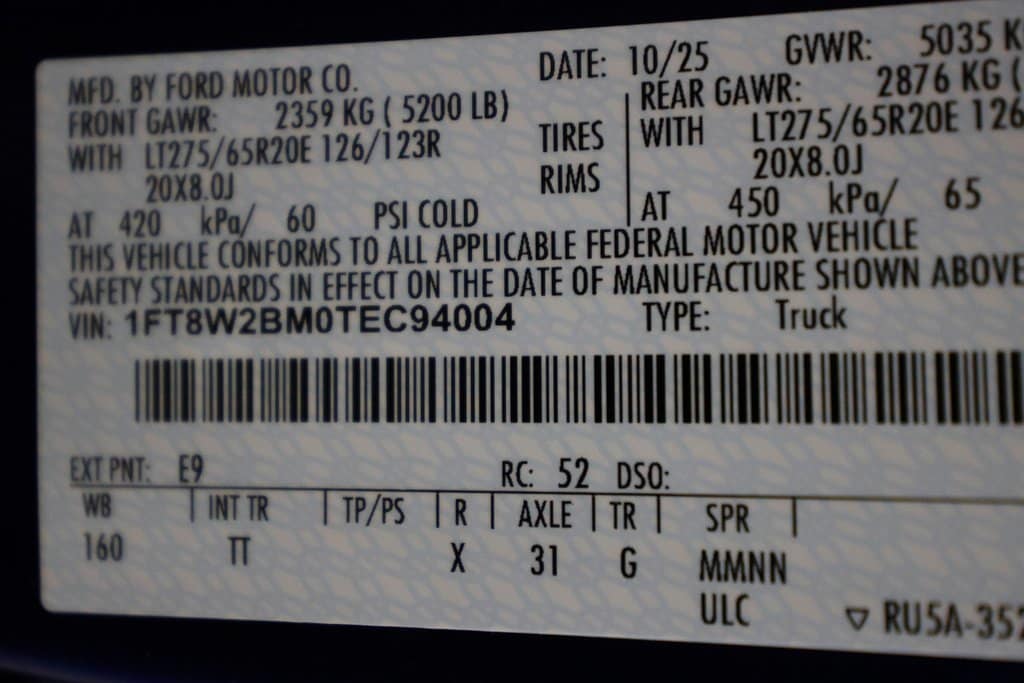 MFD. BY FORD MOTOR CO. DATE: 10/25 GVWR: 5035 K
FRONT GAWR: 2359 KG ( 5200 LB) REAR GAWR: 2876 KG (
WITH LT275/65R20E 126/123R TIRES WITH LT275/65R20E 126
20X8.0J RIMS 20X8.0J
AT 420 kPa/ 60 PSI COLD AT 450 kPa/ 65
THIS VEHICLE CONFORMS TO ALL APPLICABLE FEDERAL MOTOR VEHICLE
SAFETY STANDARDS IN EFFECT ON THE DATE OF MANUFACTURE SHOWN ABOVE
VIN: 1FT8W2BM0TEC94004 TYPE: Truck
EXT PNT: E9 RC: 52 DSO:
WB INT TR TP/PS R AXLE TR SPR
160 TT X 31 G MMNN
ULC ▽ RU5A-352